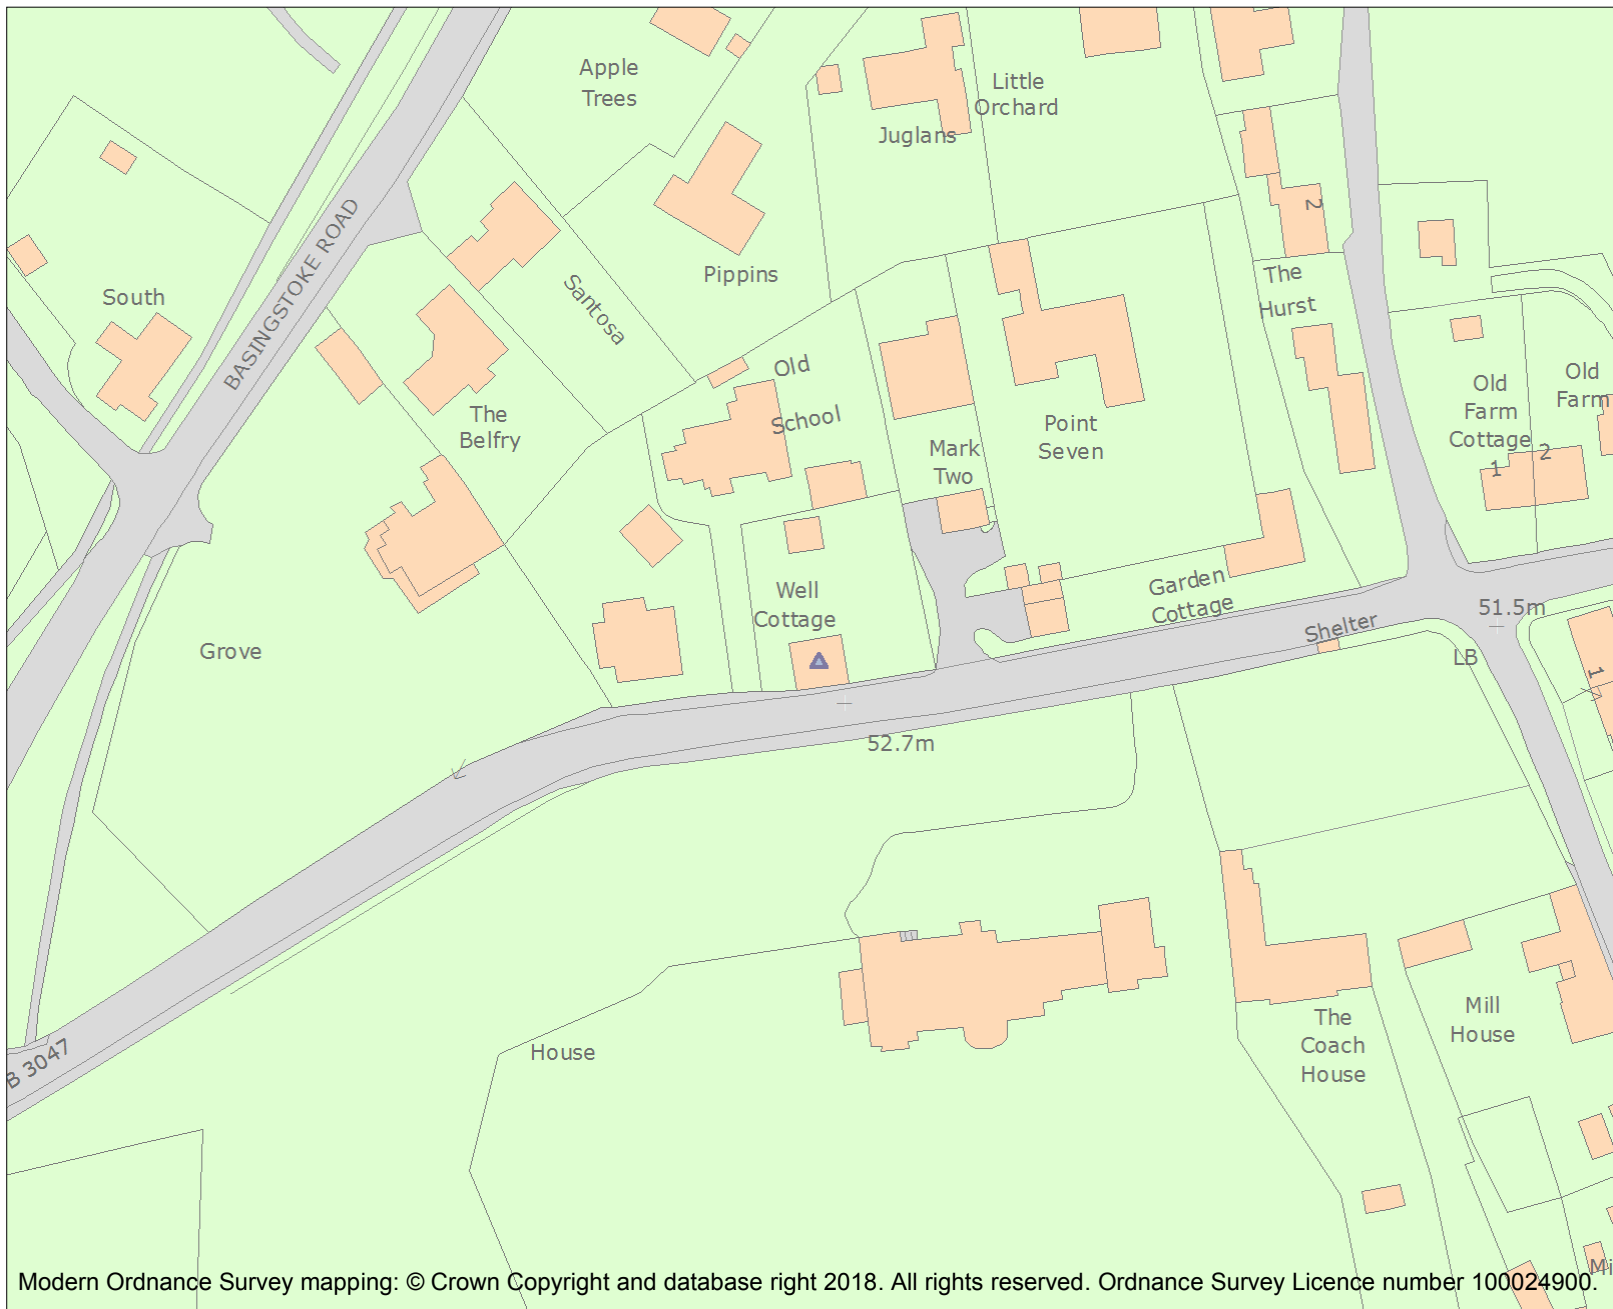 Apple
Trees
Little
Orchard
Juglans
BASINGSTOKE ROAD
2
South
Santosa
Pippins
The
Hurst
The
Belfry
Old
School
Mark
Two
Point
Seven
Old
Farm
Cottage
1
2
Old
Farm
Well
Cottage
Garden
Cottage
Shelter
51.5m
LB
1
Grove
52.7m
B 3047
House
The
Coach
House
Mill
House
Mi
Modern Ordnance Survey mapping: © Crown Copyright and database right 2018. All rights reserved. Ordnance Survey Licence number 100024900.